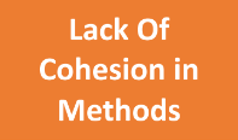 Lack Of
Cohesion in
Methods